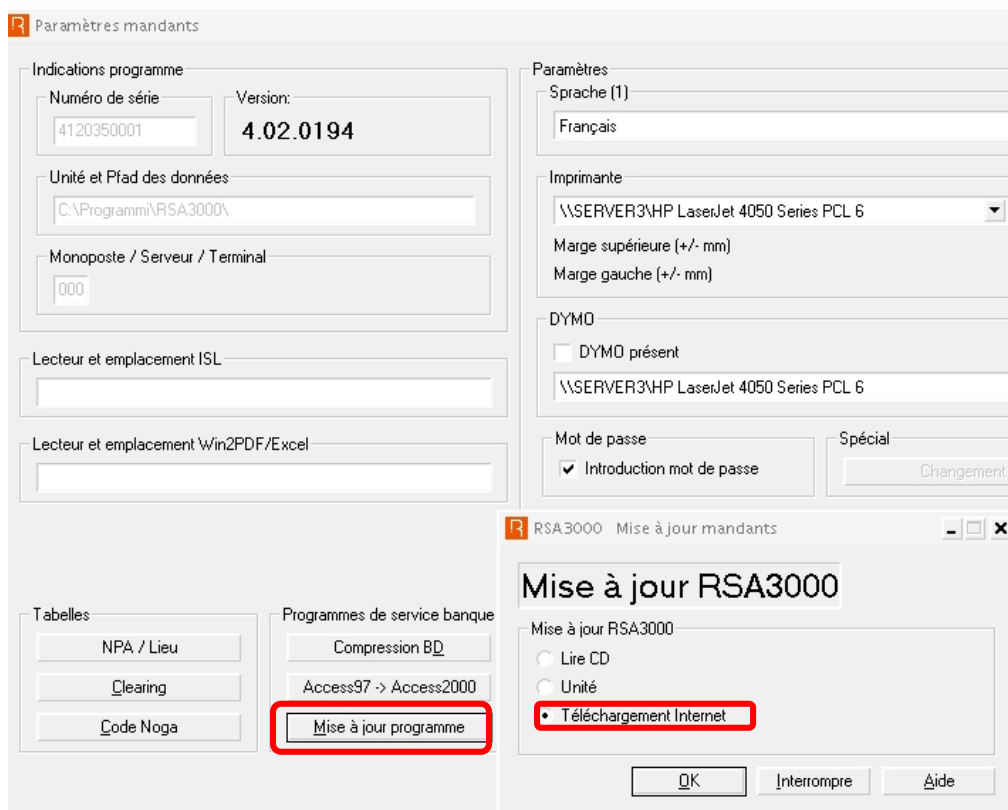 Paramètres mandants
Indications programme
Numéro de série
4120350001
Version:
4.02.0194
Unité et Pfad des données
C:\Programmi\RSA3000\
Monoposte / Serveur / Terminal
000
Lecteur et emplacement ISL
Lecteur et emplacement Win2PDF/Excel
Paramètres
Sprache (1)
Français
Imprimante
\\SERVER3\HP LaserJet 4050 Series PCL 6
Marge supérieure (+/- mm)
Marge gauche (+/- mm)
DYMO
DYMO présent
\\SERVER3\HP LaserJet 4050 Series PCL 6
Mot de passe
Introduction mot de passe
Spécial
Changement
Tabelles
NPA / Lieu
Clearing
Code Noga
Programmes de service banque
Compression BD
Access97 -> Access2000
Mise à jour programme
RSA3000 Mise à jour mandants
Mise à jour RSA3000
Mise à jour RSA3000
Lire CD
Unité
Téléchargement Internet
OK
Interrompre
Aide